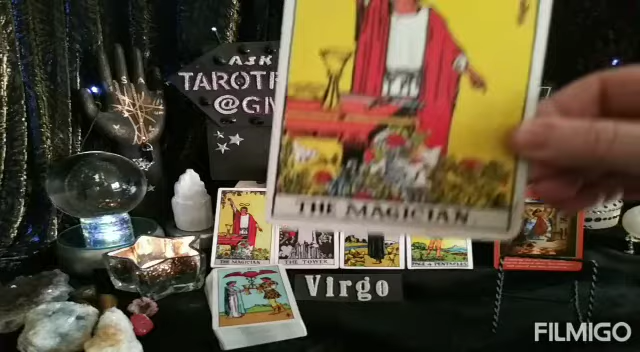 ASK
TAROT
@G
THE MAGICIAN
THE MAGICIAN
THE TOWER
PAGE of PENTACLES
Virgo
FILMIGO